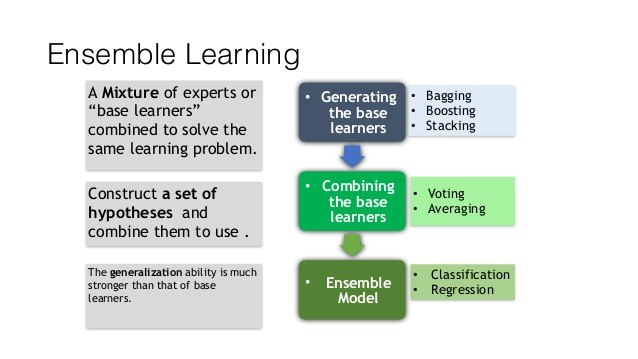 Ensemble Learning
A Mixture of experts or
“base learners”
combined to solve the
same learning problem.
Construct a set of
hypotheses and
combine them to use .
The generalization ability is much
stronger than that of base
learners.
• Generating
the base
learners
• Bagging
• Boosting
• Stacking
• Combining
the base
learners
• Voting
• Averaging
• Ensemble
Model
• Classification
• Regression